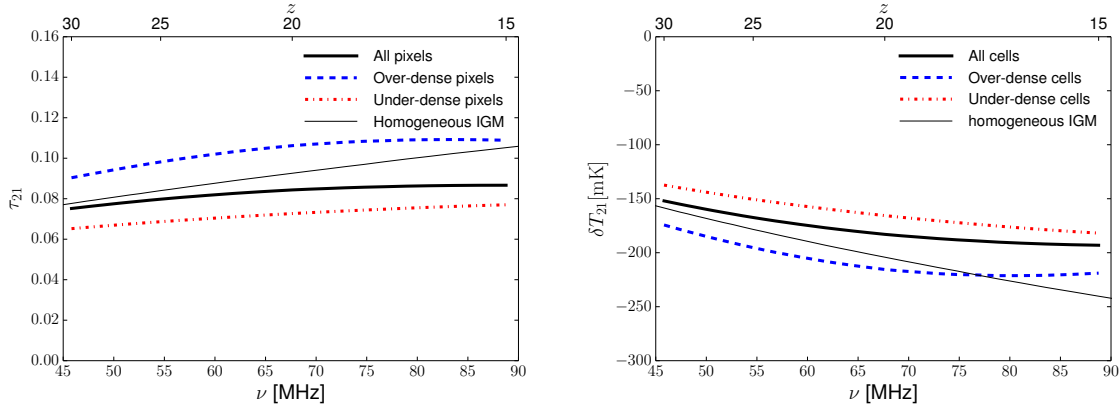 z
30 25 20 15
0.16
0.14
0.12
0.10
0.08
0.06
0.04
0.02
0.00
τ21
All pixels
Over-dense pixels
Under-dense pixels
Homogeneous IGM
45 50 55 60 65 70 75 80 85 90
ν [MHz]
z
30 25 20 15
0
−50
−100
−150
−200
−250
−300
δT21[mK]
All cells
Over-dense cells
Under-dense cells
homogeneous IGM
45 50 55 60 65 70 75 80 85 90
ν [MHz]